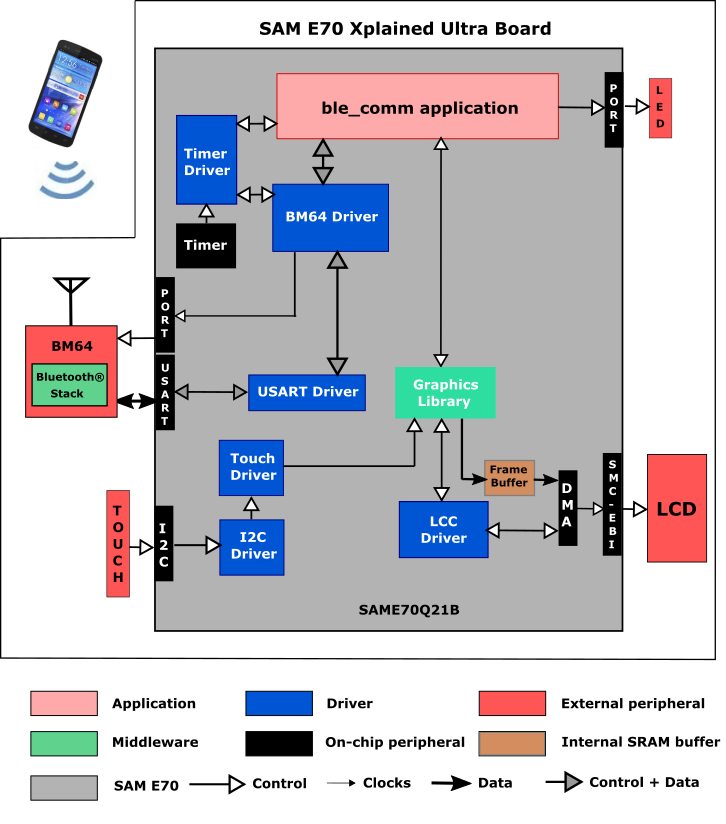 SAM E70 Xplained Ultra Board
ble_comm application
PORT
LED
Timer
Driver
BM64 Driver
Timer
PORT
BM64
Bluetooth®
Stack
USART
USART Driver
Graphics
Library
Touch
Driver
Frame
Buffer
SMC-EBI
DMA
LCD
TOUCH
I2C
I2C
Driver
LCC
Driver
SAME70Q21B
Application
Driver
External peripheral
Middleware
On-chip peripheral
Internal SRAM buffer
SAM E70
Control
Clocks
Data
Control + Data